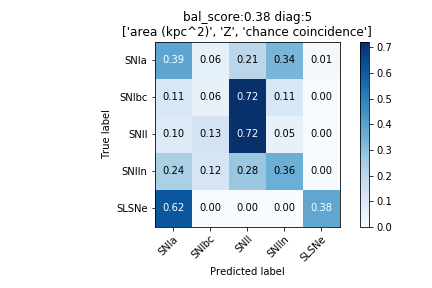 bal_score:0.38 diag:5
['area (kpc^2)', 'Z', 'chance coincidence']
SNIa 0.39 0.06 0.21 0.34 0.01
SNIbc 0.11 0.06 0.72 0.11 0.00
SNII 0.10 0.13 0.72 0.05 0.00
SNIIn 0.24 0.12 0.28 0.36 0.00
SLSNe 0.62 0.00 0.00 0.00 0.38
SNIa SNIbc SNII SNIIn SLSNe
True label
Predicted label
0.7
0.6
0.5
0.4
0.3
0.2
0.1
0.0